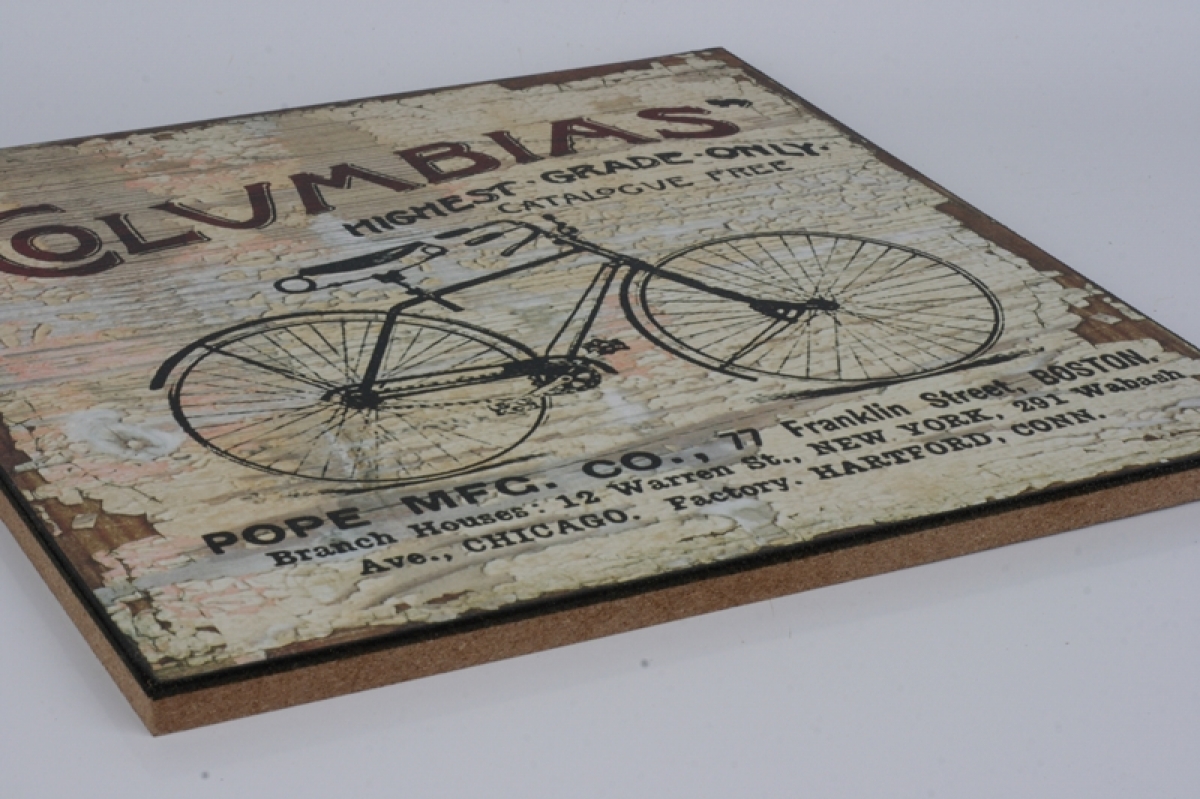 COLUMBIAS"
HIGHEST·GRADE·ONLY·
CATALOGUE FREE
POPE MFG. CO., 77 Franklin Street, BOSTON.
Branch Houses: 12 Warren St., NEW YORK, 291 Wabash
Ave., CHICAGO. Factory. HARTFORD, CONN.